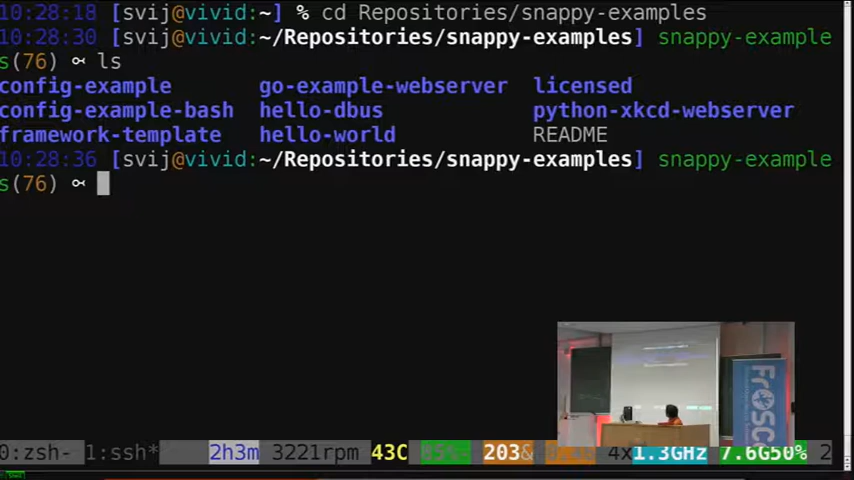 10:28:18 [svij@vivid:~] % cd Repositories/snappy-examples
10:28:30 [svij@vivid:~/Repositories/snappy-examples] snappy-example
s(76) ⚯ ls
config-example go-example-webserver licensed
config-example-bash hello-dbus python-xkcd-webserver
framework-template hello-world README
10:28:36 [svij@vivid:~/Repositories/snappy-examples] snappy-example
s(76) ⚯
FrOSC
0:zsh- 1:ssh* 2h3m 3221rpm 43C 85% 203& 4x1.3GHz 7.6G50% 2